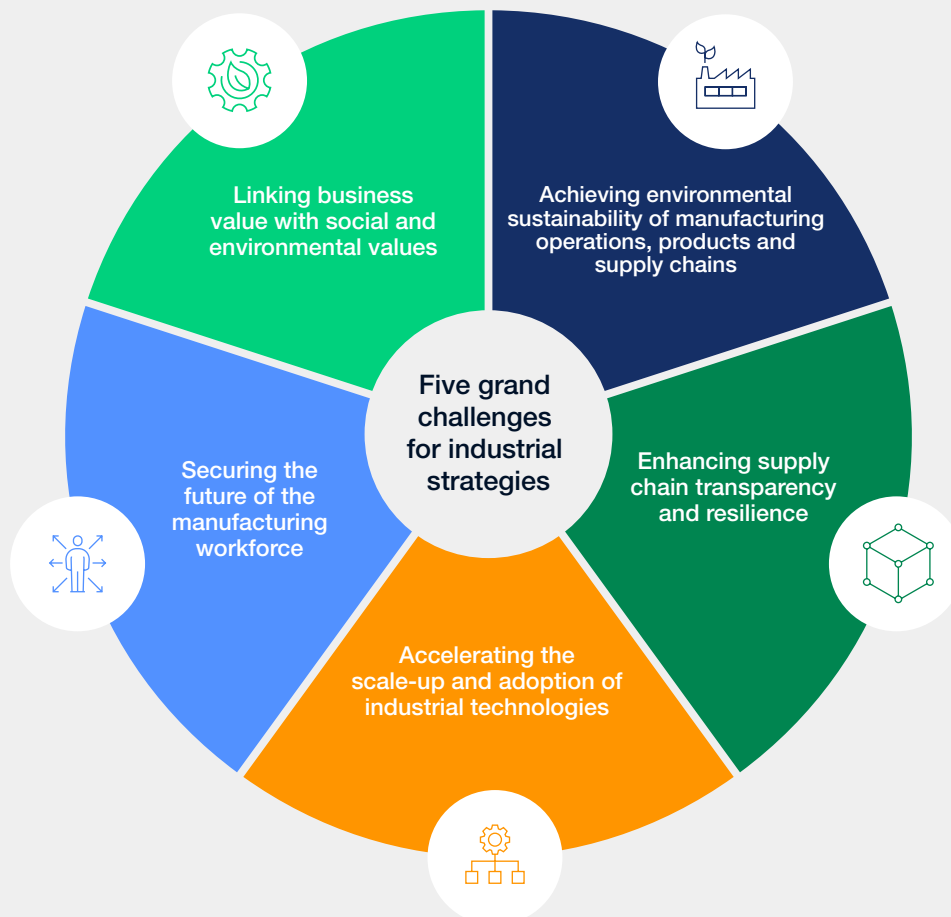 Five grand
challenges
for industrial
strategies
Achieving environmental
sustainability of manufacturing
operations, products and
supply chains
Enhancing supply
chain transparency
and resilience
Accelerating the
scale-up and adoption of
industrial technologies
Securing the
future of the
manufacturing
workforce
Linking business
value with social and
environmental values